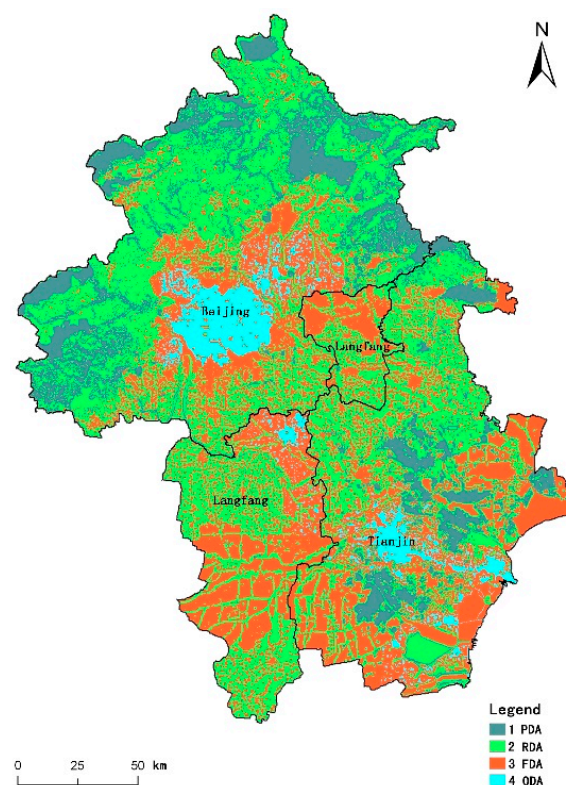 N
Beijing
Langfang
Langfang
Tianjin
Legend
1 PDA
2 RDA
3 FDA
4 ODA
0 25 50 km